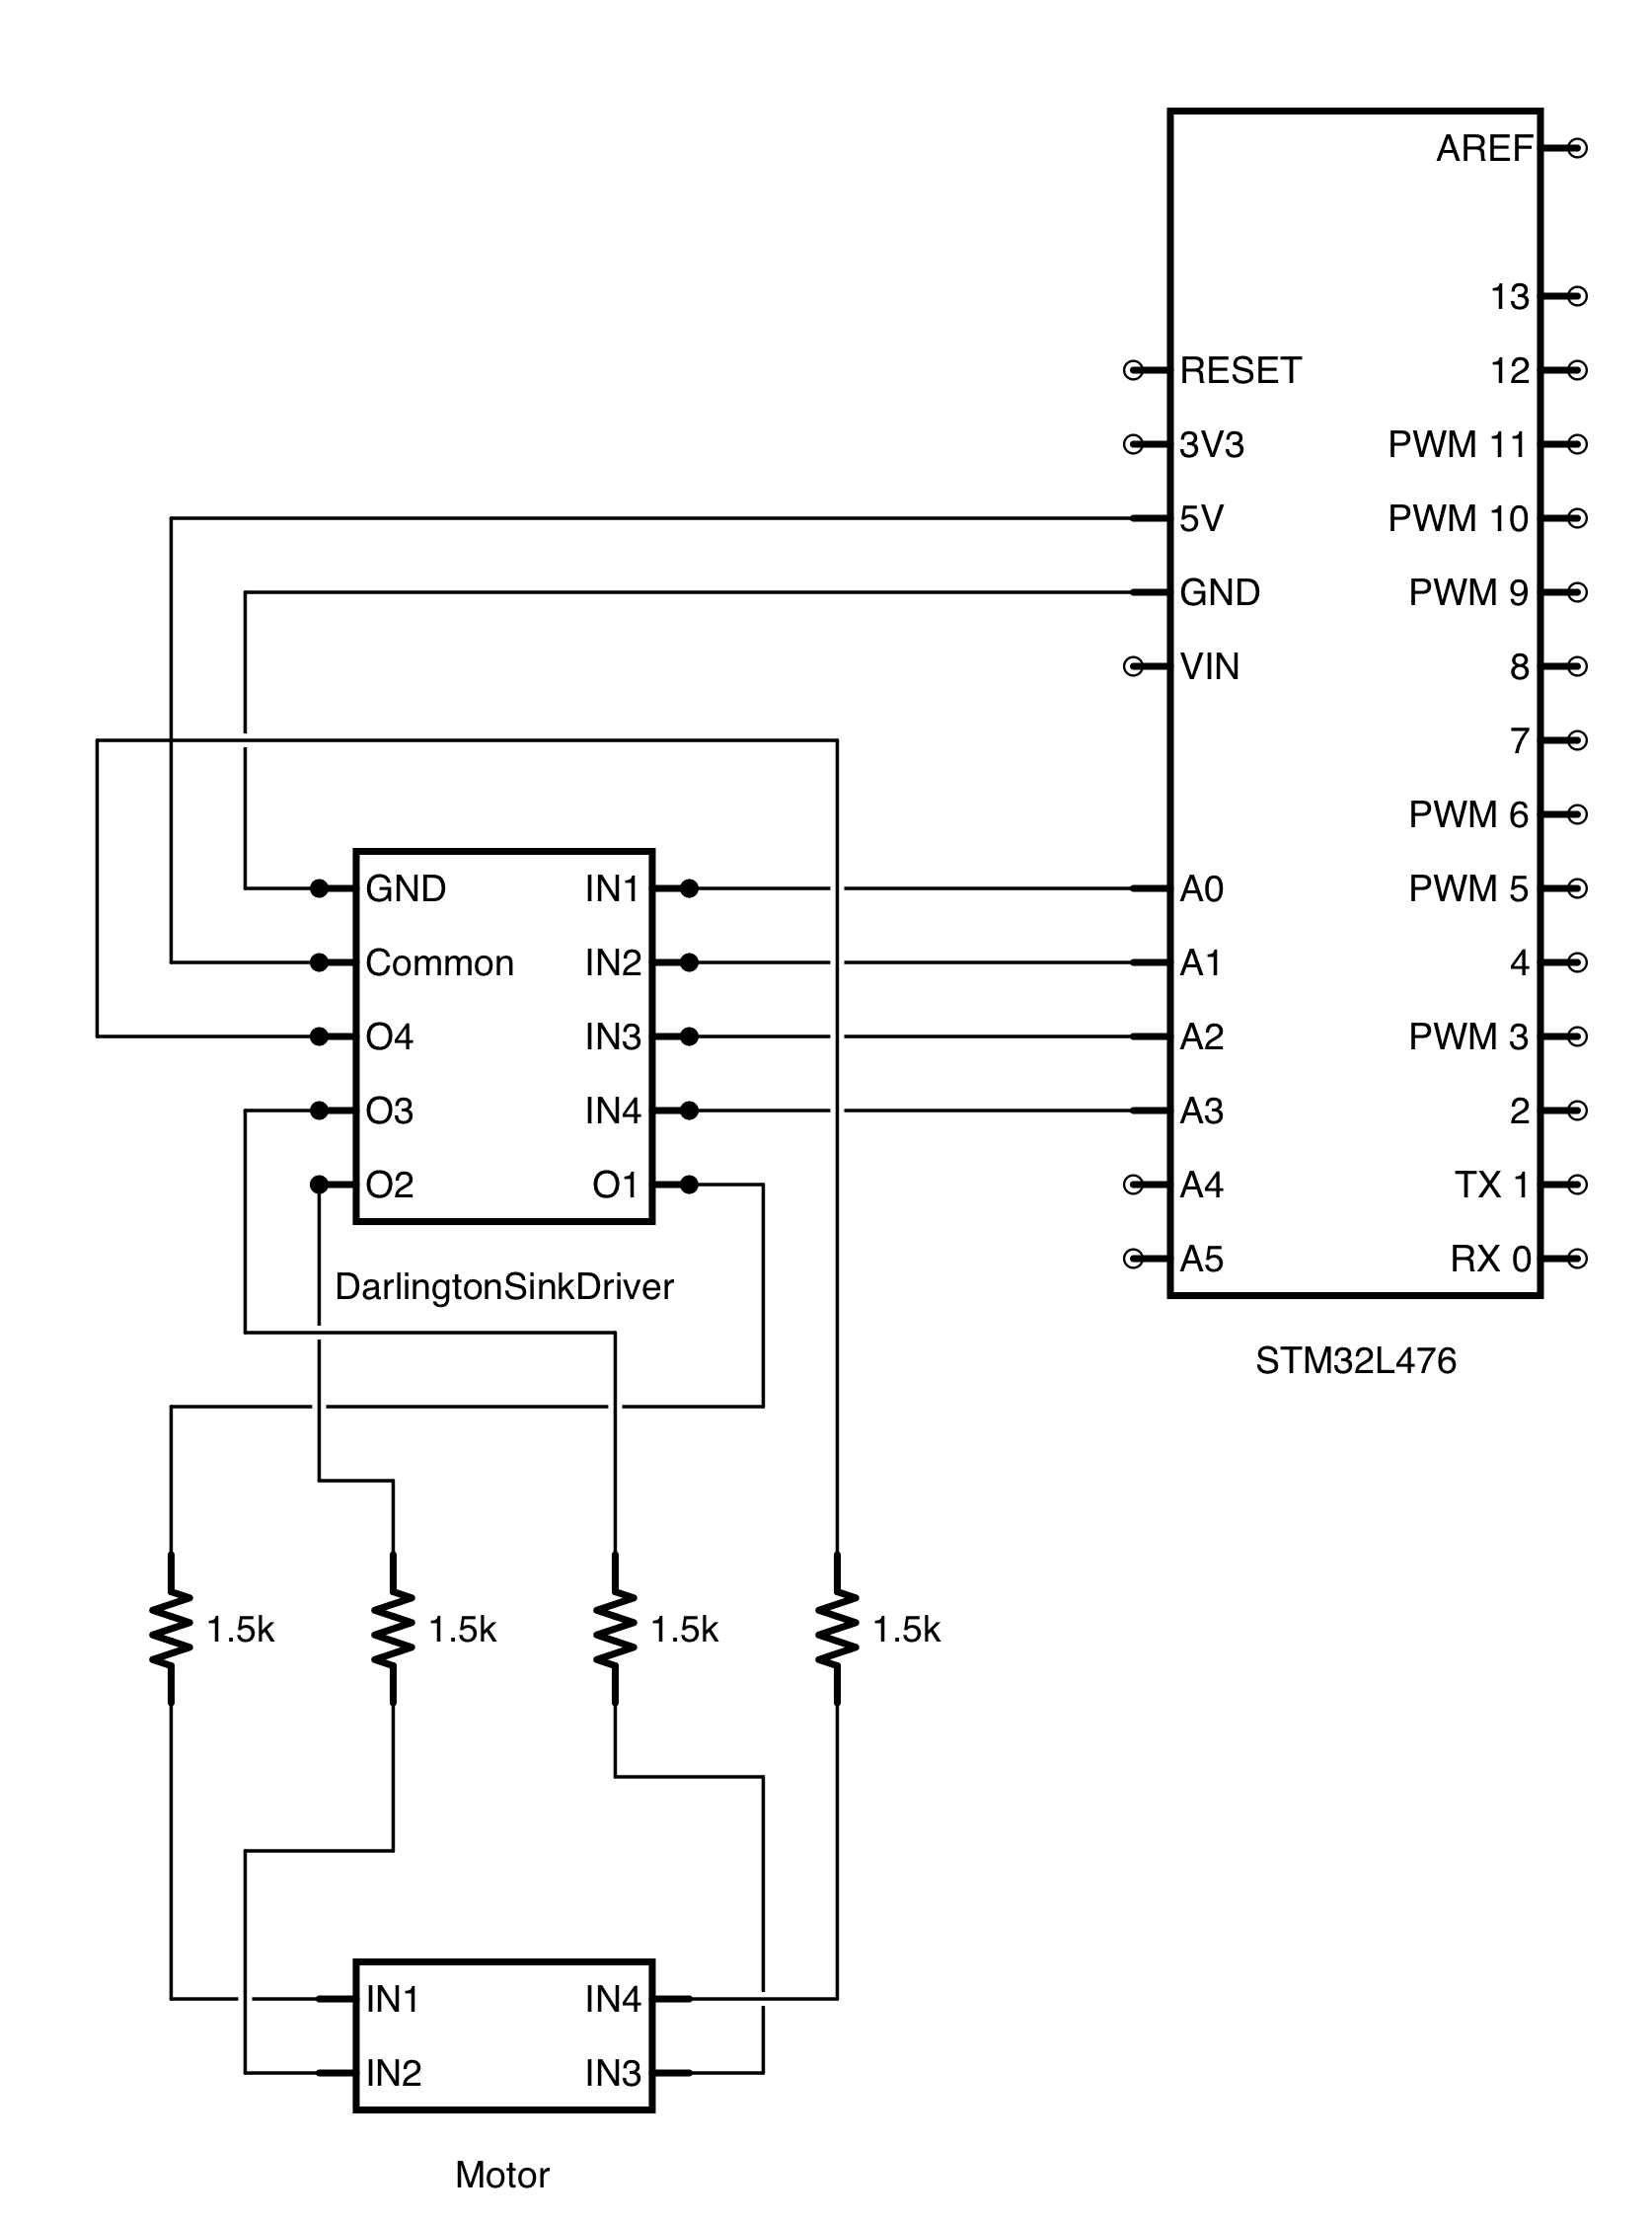 AREF
13
RESET
12
3V3
PWM 11
5V
PWM 10
GND
PWM 9
VIN
8
7
PWM 6
GND
IN1
A0
PWM 5
Common
IN2
A1
4
O4
IN3
A2
PWM 3
O3
IN4
A3
2
O2
O1
A4
TX 1
A5
RX 0
DarlingtonSinkDriver
STM32L476
1.5k
1.5k
1.5k
1.5k
IN1
IN4
IN2
IN3
Motor